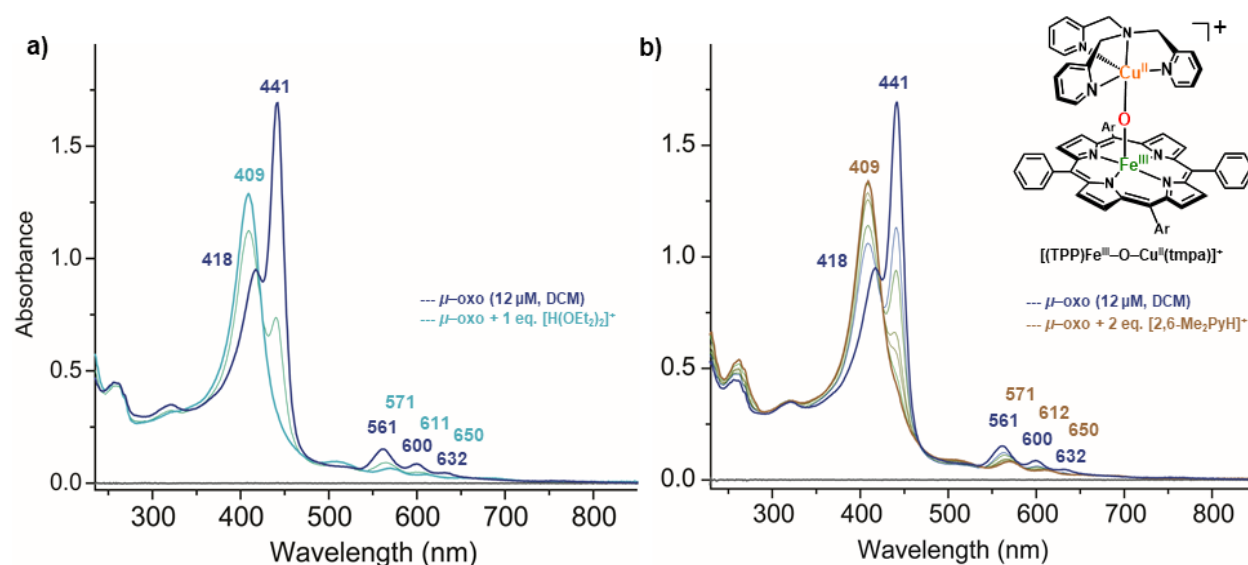 a)
441
409
418
--- μ–oxo (12 μM, DCM)
--- μ–oxo + 1 eq. [H(OEt₂)₂]⁺
571
561
611
600
650
632
1.5
1.0
0.5
0.0
Absorbance
300 400 500 600 700 800
Wavelength (nm)
b)
441
409
418
--- μ–oxo (12 μM, DCM)
--- μ–oxo + 2 eq. [2,6-Me₂PyH]⁺
571
561
612
600
650
632
1.5
1.0
0.5
0.0
300 400 500 600 700 800
Wavelength (nm)
N
N
N
N
Cuᴵᴵ
+
O
Ar
N
N
Feᴵᴵᴵ
N
N
Ar
[(TPP)Feᴵᴵᴵ–O–Cuᴵᴵ(tmpa)]⁺